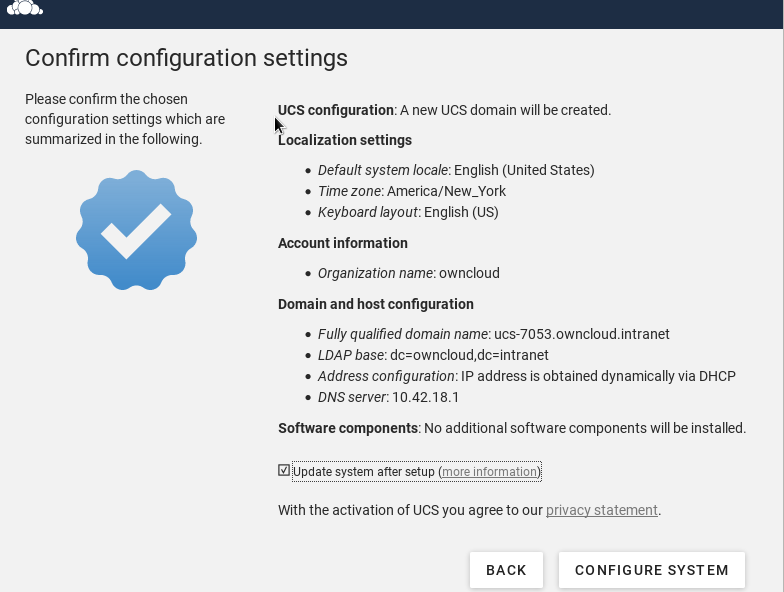 Confirm configuration settings
Please confirm the chosen
configuration settings which are
summarized in the following.
UCS configuration: A new UCS domain will be created.
Localization settings
• Default system locale: English (United States)
• Time zone: America/New_York
• Keyboard layout: English (US)
Account information
• Organization name: owncloud
Domain and host configuration
• Fully qualified domain name: ucs-7053.owncloud.intranet
• LDAP base: dc=owncloud,dc=intranet
• Address configuration: IP address is obtained dynamically via DHCP
• DNS server: 10.42.18.1
Software components: No additional software components will be installed.
Update system after setup (more information)
With the activation of UCS you agree to our privacy statement.
BACK
CONFIGURE SYSTEM